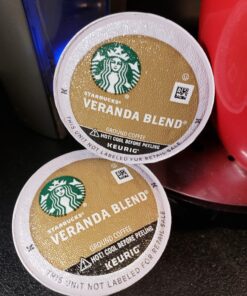 STARBUCKS®
VERANDA BLEND®
GROUND COFFEE
HOT! COOL BEFORE PEELING
KEURIG
THIS UNIT NOT LABELED FOR RETAIL SALE
STARBUCKS®
VERANDA BLEND®
GROUND COFFEE
HOT! COOL BEFORE PEELING
KEURIG
THIS UNIT NOT LABELED FOR RETAIL SALE